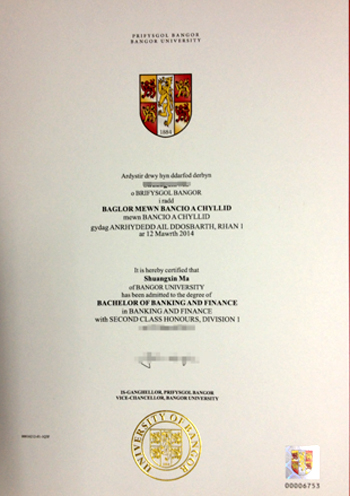 PRIFYSGOL BANGOR
BANGOR UNIVERSITY
1884
Ardystir drwy hyn ddarfod derbyn
o BRIFYSGOL BANGOR
i radd
BAGLOR MEWN BANCIO A CHYLLID
mewn BANCIO A CHYLLID
gydag ANRHYDEDD AIL DDOSBARTH, RHAN 1
ar 12 Mawrth 2014
It is hereby certified that
Shuangxin Ma
of BANGOR UNIVERSITY
has been admitted to the degree of
BACHELOR OF BANKING AND FINANCE
in BANKING AND FINANCE
with SECOND CLASS HONOURS, DIVISION 1
IS-GANGHELLOR, PRIFYSGOL BANGOR
VICE-CHANCELLOR, BANGOR UNIVERSITY
UNIVERSITY OF BANGOR
00006753